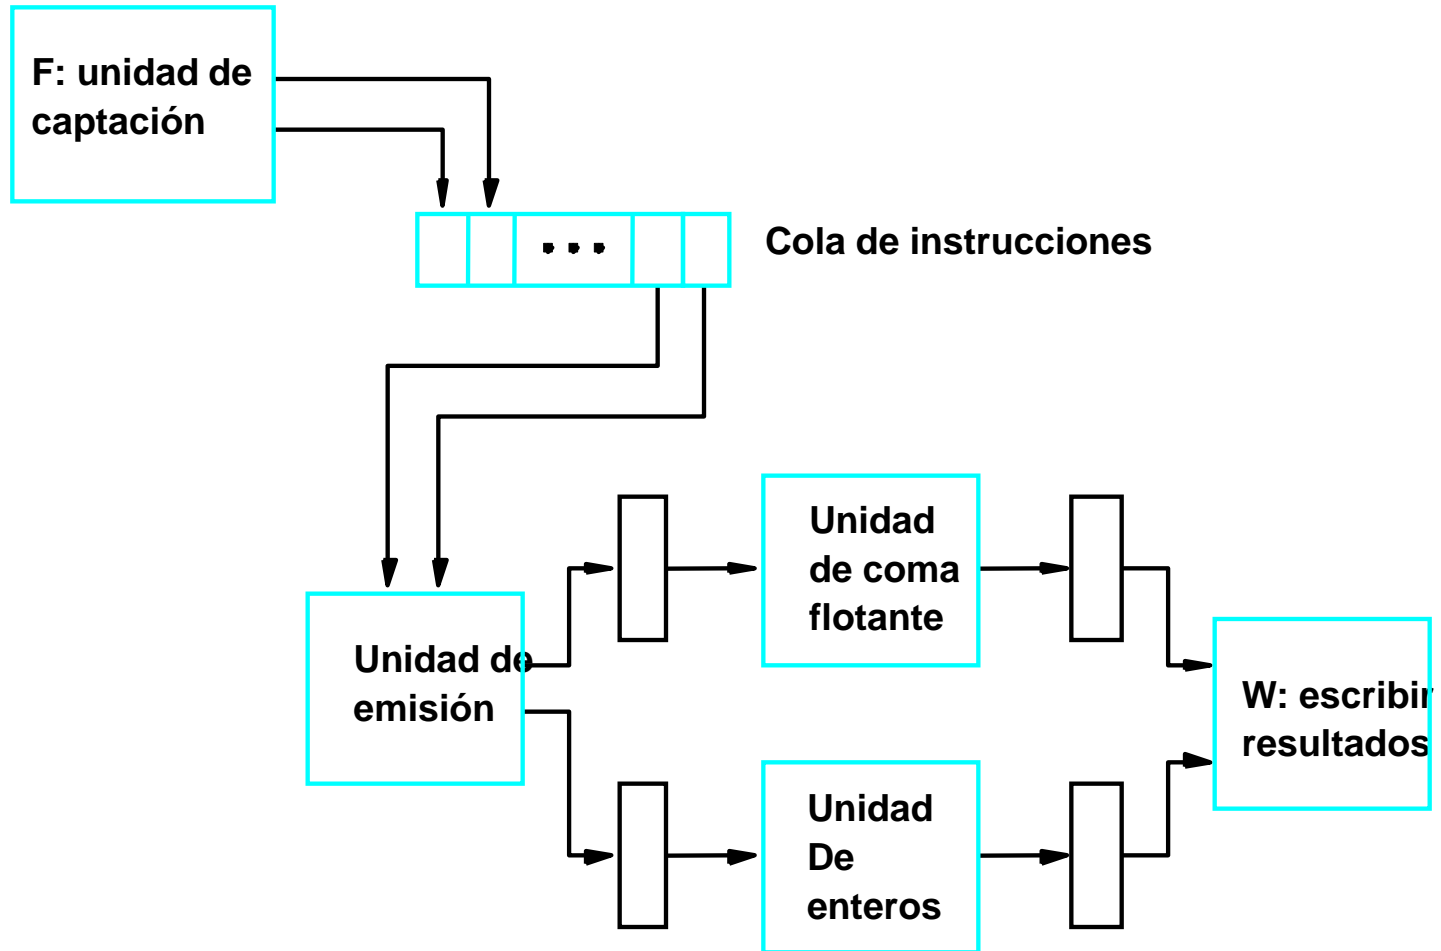 F: unidad de
captación
Cola de instrucciones
Unidad
de coma
flotante
Unidad de
emisión
W: escribir
resultados
Unidad
De
enteros